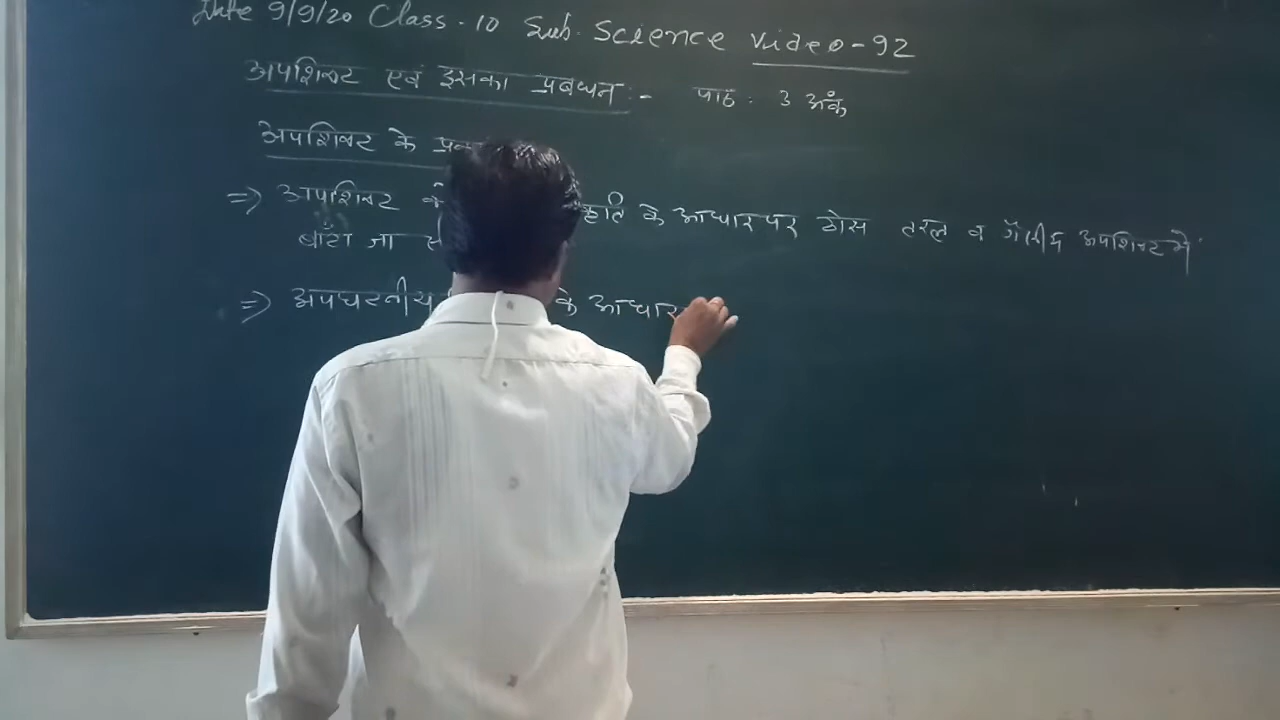 Date 9/9/20 Class - 10 Sub. Science Video - 92
अपशिष्ट एवं इसका प्रबन्धन :- पाठ : 3 अंक
अपशिष्ट के
⇒ अपशिष्ट के आधार पर ठोस तरल व गैसीय अपशिष्ट में
बाँटा जा
⇒ अपघटनीय के आधार